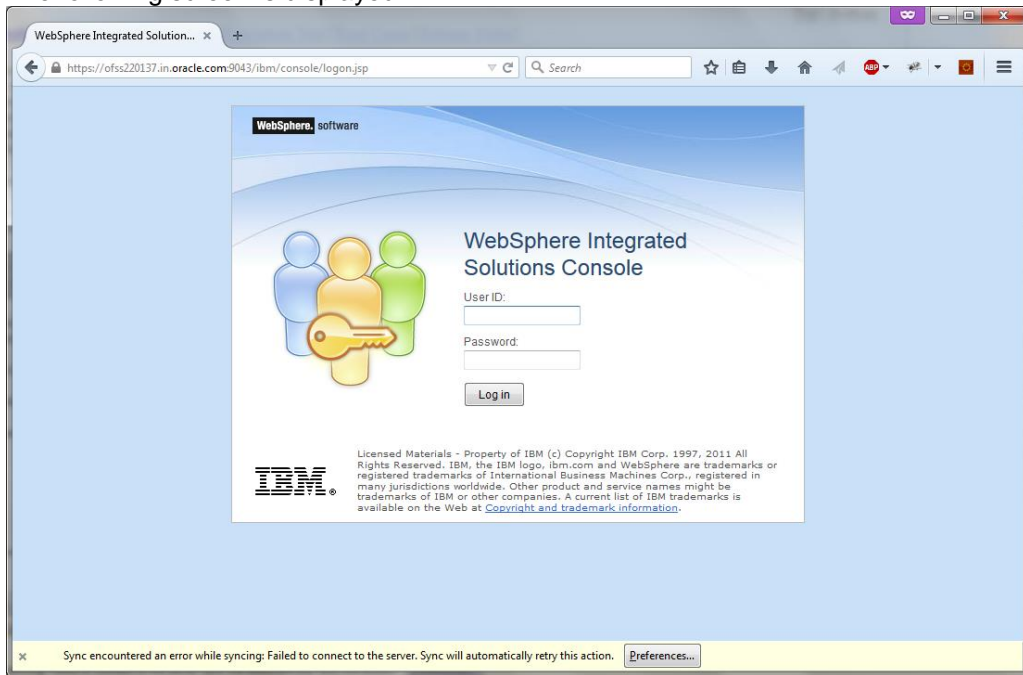 WebSphere Integrated Solution...
https://ofss220137.in.oracle.com:9043/ibm/console/logon.jsp
Search
ABP
WebSphere. software
WebSphere Integrated
Solutions Console
User ID:
Password:
Log in
IBM®
Licensed Materials - Property of IBM (c) Copyright IBM Corp. 1997, 2011 All
Rights Reserved. IBM, the IBM logo, ibm.com and WebSphere are trademarks or
registered trademarks of International Business Machines Corp., registered in
many jurisdictions worldwide. Other product and service names might be
trademarks of IBM or other companies. A current list of IBM trademarks is
available on the Web at Copyright and trademark information.
Sync encountered an error while syncing: Failed to connect to the server. Sync will automatically retry this action. Preferences...